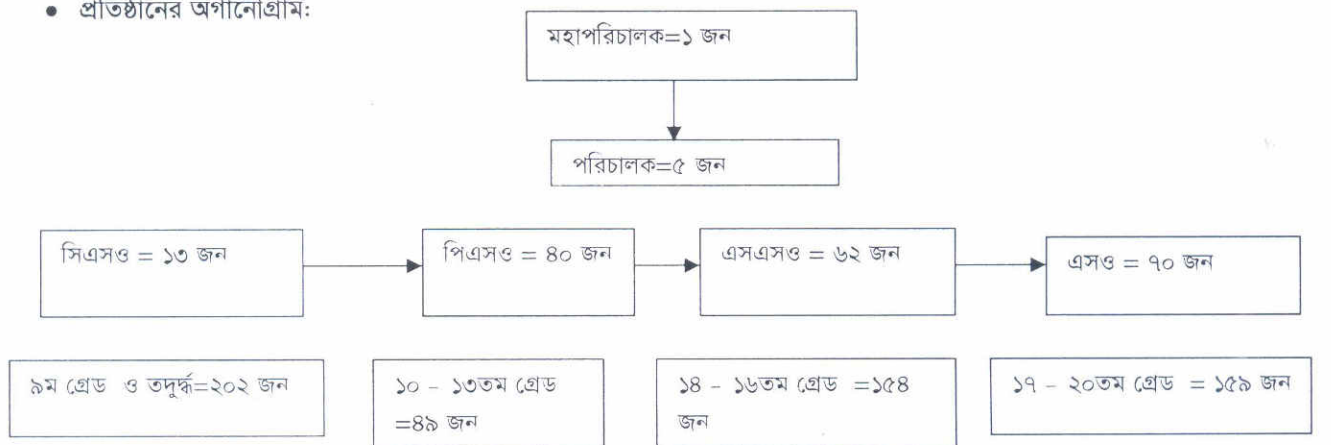 • প্রতিষ্ঠানের অর্গানোগ্রাম:
মহাপরিচালক=১ জন
পরিচালক=৫ জন
সিএসও = ১৩ জন
পিএসও = ৪০ জন
এসএসও = ৬২ জন
এসও = ৭০ জন
৯ম গ্রেড ও তদুর্দ্ধ=২০২ জন
১০ - ১৩তম গ্রেড
=৪৯ জন
১৪ - ১৬তম গ্রেড =১৫৪
জন
১৭ - ২০তম গ্রেড = ১৫৯ জন